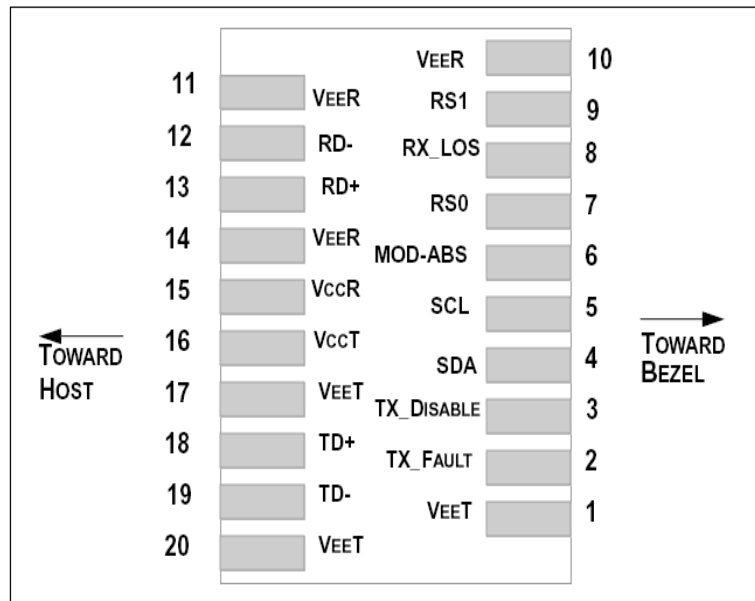 VEER 10
11 VEER
RS1 9
12 RD-
RX_LOS 8
13 RD+
RS0 7
14 VEER
MOD-ABS 6
15 VCCR
SCL 5
16 VCCT
SDA 4
TOWARD
HOST
TOWARD
BEZEL
17 VEET
TX_DISABLE 3
18 TD+
TX_FAULT 2
19 TD-
VEET 1
20 VEET